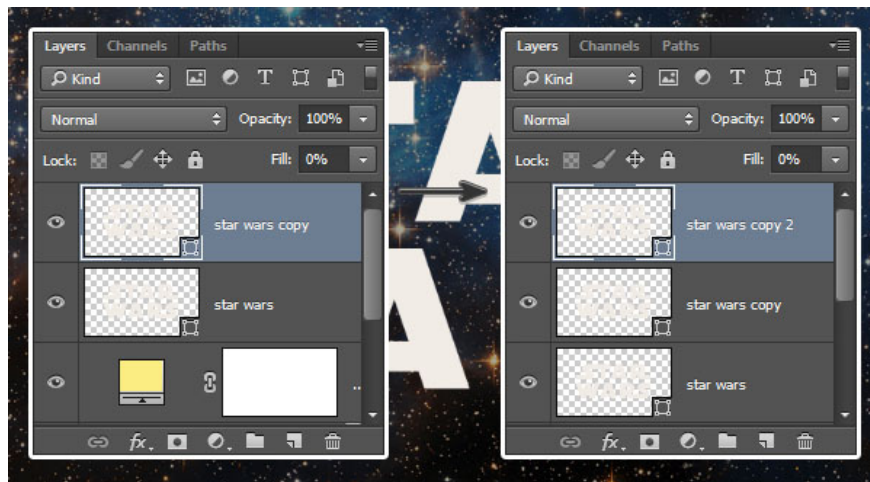 Layers Channels Paths
Kind
Normal Opacity: 100%
Lock: Fill: 0%
star wars copy
star wars
..
fx.
Layers Channels Paths
Kind
Normal Opacity: 100%
Lock: Fill: 0%
star wars copy 2
star wars copy
star wars
fx.
TA
A